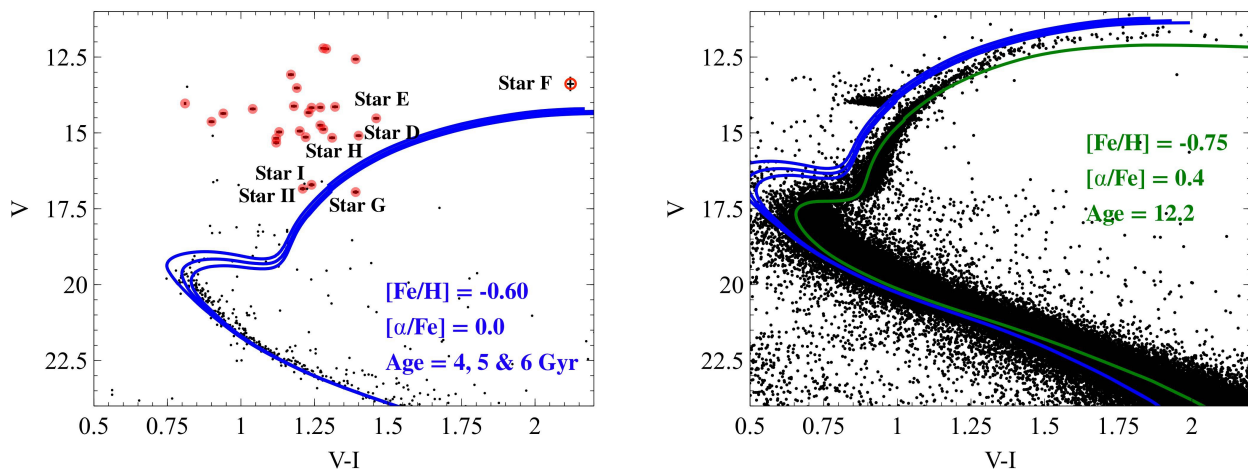 12.5
15
17.5
20
22.5
V
0.5
0.75
1
1.25
1.5
1.75
2
V-I
Star F
Star E
Star D
Star H
Star I
Star II
Star G
[Fe/H] = -0.60
[α/Fe] = 0.0
Age = 4, 5 & 6 Gyr
12.5
15
17.5
20
22.5
V
0.5
0.75
1
1.25
1.5
1.75
2
V-I
[Fe/H] = -0.75
[α/Fe] = 0.4
Age = 12.2